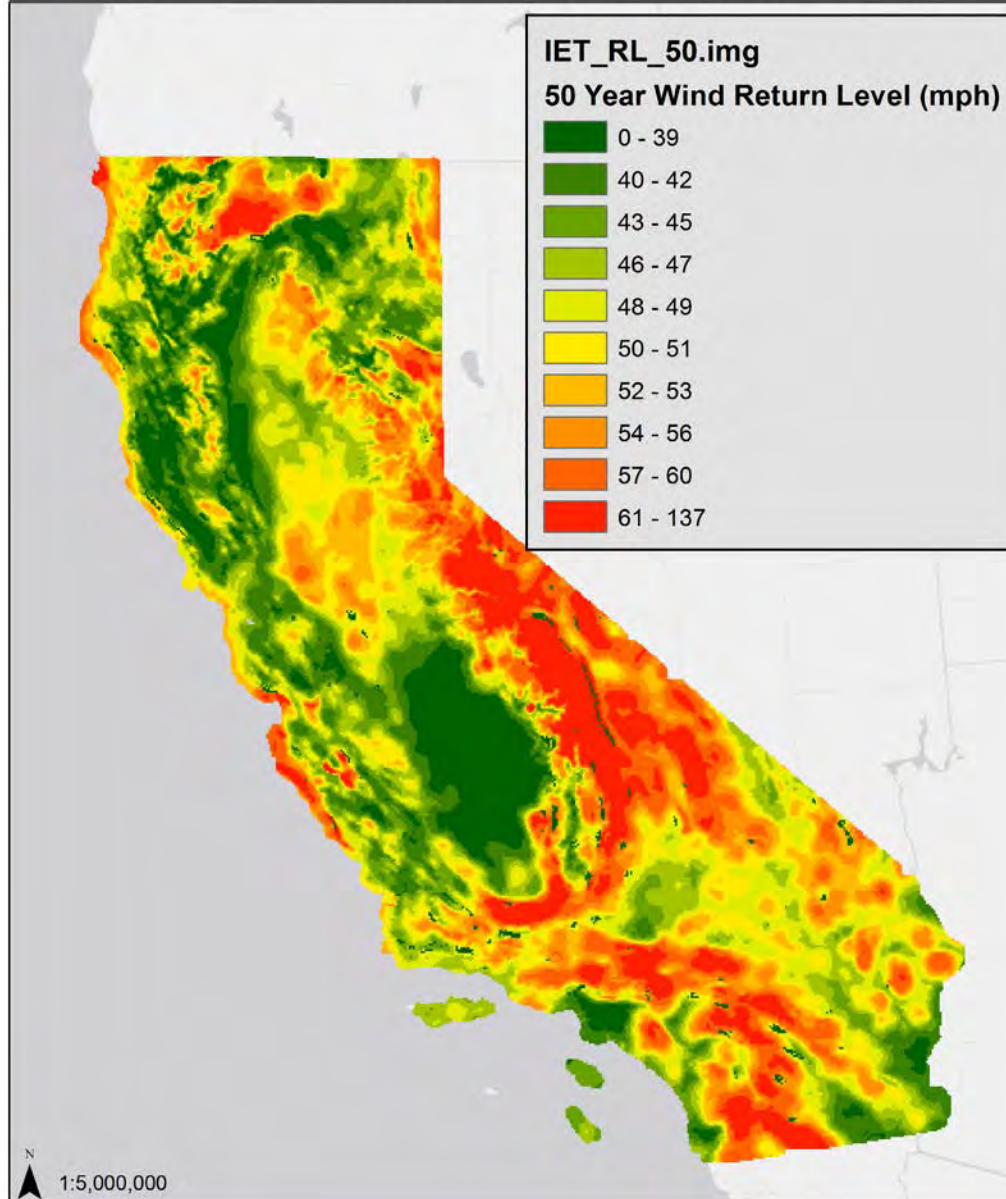 IET_RL_50.img
50 Year Wind Return Level (mph)
0 - 39
40 - 42
43 - 45
46 - 47
48 - 49
50 - 51
52 - 53
54 - 56
57 - 60
61 - 137
N
1:5,000,000